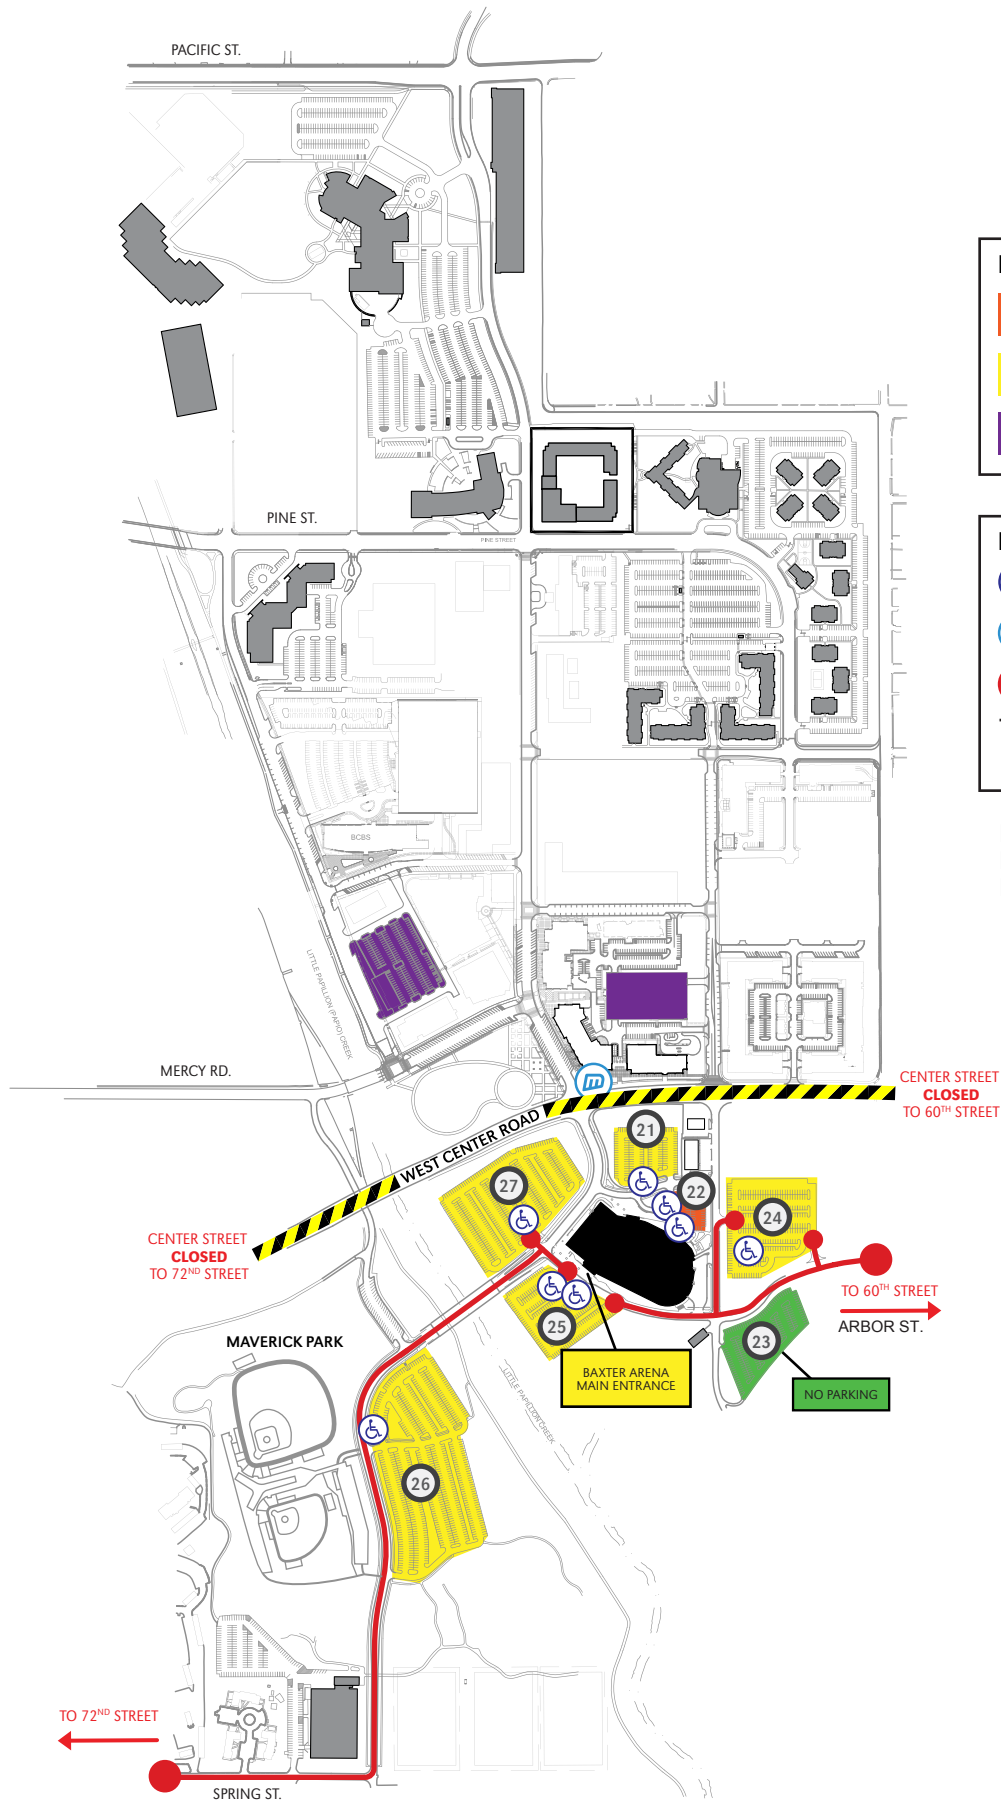 PACIFIC ST.
PINE ST.
PINE STREET
BCBS
LITTLE PAPILLION (PAPIO) CREEK
MERCY RD.
CENTER STREET
CLOSED
TO 60TH STREET
WEST CENTER ROAD
21
27
22
24
CENTER STREET
CLOSED
TO 72ND STREET
TO 60TH STREET
ARBOR ST.
25
23
MAVERICK PARK
BAXTER ARENA
MAIN ENTRANCE
NO PARKING
LITTLE PAPILLION CREEK
26
TO 72ND STREET
SPRING ST.